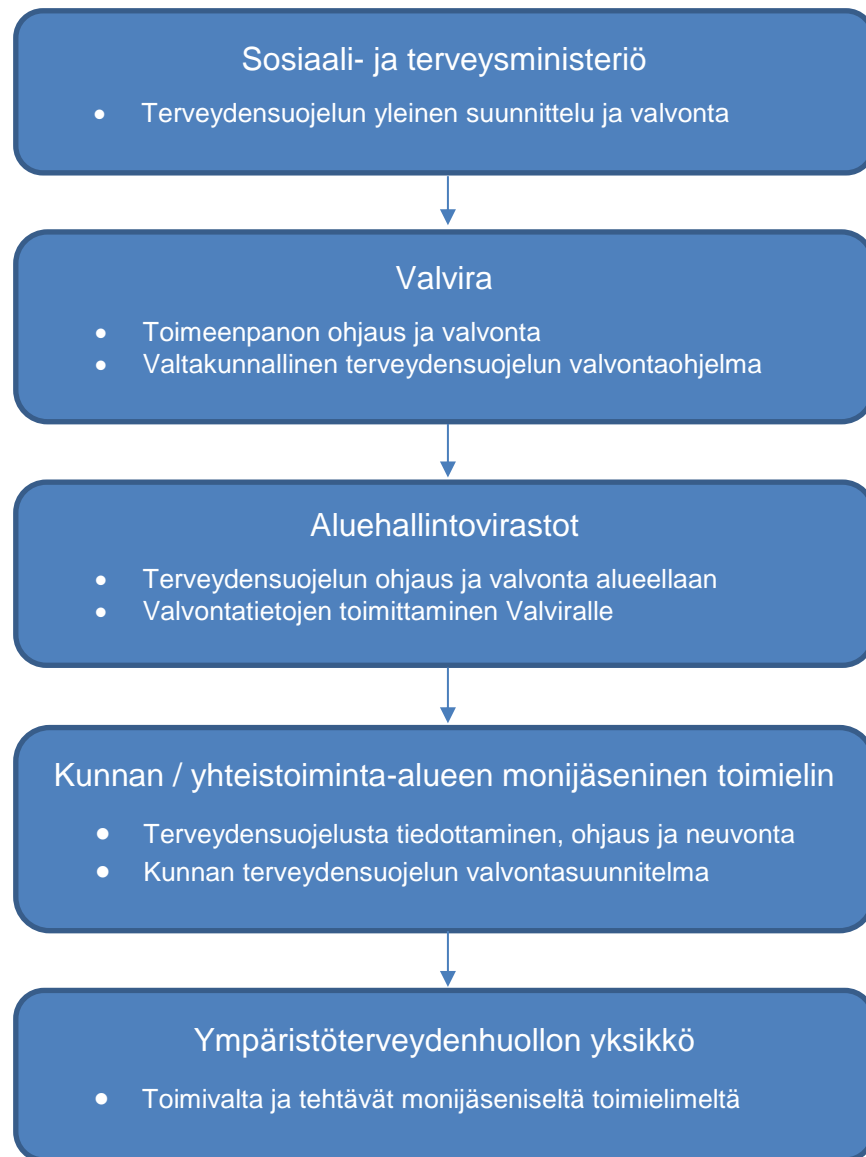 Sosiaali- ja terveysministeriö
• Terveydensuojelun yleinen suunnittelu ja valvonta
Valvira
• Toimeenpanon ohjaus ja valvonta
• Valtakunnallinen terveydensuojelun valvontaohjelma
Aluehallintovirastot
• Terveydensuojelun ohjaus ja valvonta alueellaan
• Valvontatietojen toimittaminen Valviralle
Kunnan / yhteistoiminta-alueen monijäseninen toimielin
• Terveydensuojelusta tiedottaminen, ohjaus ja neuvonta
• Kunnan terveydensuojelun valvontasuunnitelma
Ympäristöterveydenhuollon yksikkö
• Toimivalta ja tehtävät monijäseniseltä toimielimeltä